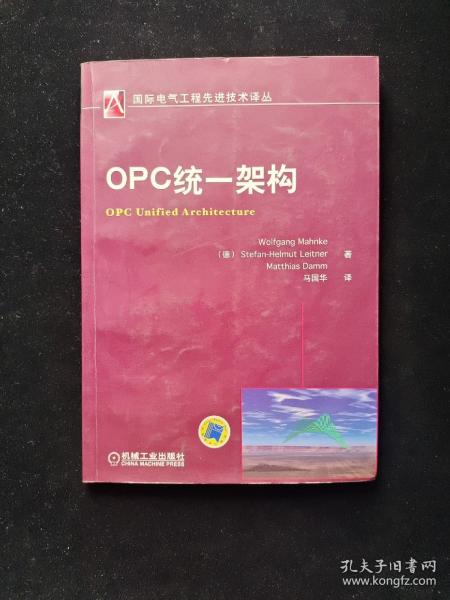 国际电气工程先进技术译丛
OPC统一架构
OPC Unified Architecture
Wolfgang Mahnke
（德）Stefan-Helmut Leitner 著
Matthias Damm
马国华 译
机械工业出版社
CHINA MACHINE PRESS
孔夫子旧书网
www.kongfz.com